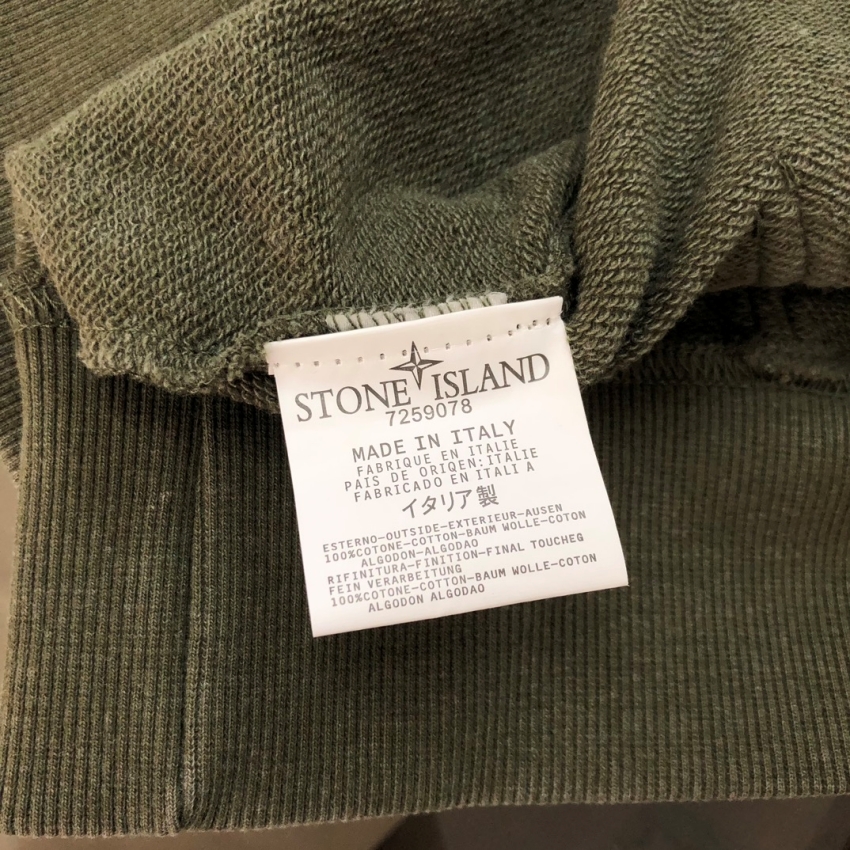 STONE ISLAND
7259078
MADE IN ITALY
FABRIQUE EN ITALIE
PAIS DE ORIQEN:ITALIE
FABRICADO EN ITALI A
イタリア製
ESTERNO-OUTSIDE-EXTERIEUR-AUSEN
100%COTONE-COTTON-BAUM WOLLE-COTON
ALGODON-ALGODAO
RIFINITURA-FINITION-FINAL TOUCHEG
FEIN VERARBEITUNG
100%COTONE-COTTON-BAUM WOLLE-COTON
ALGODON ALGODAO